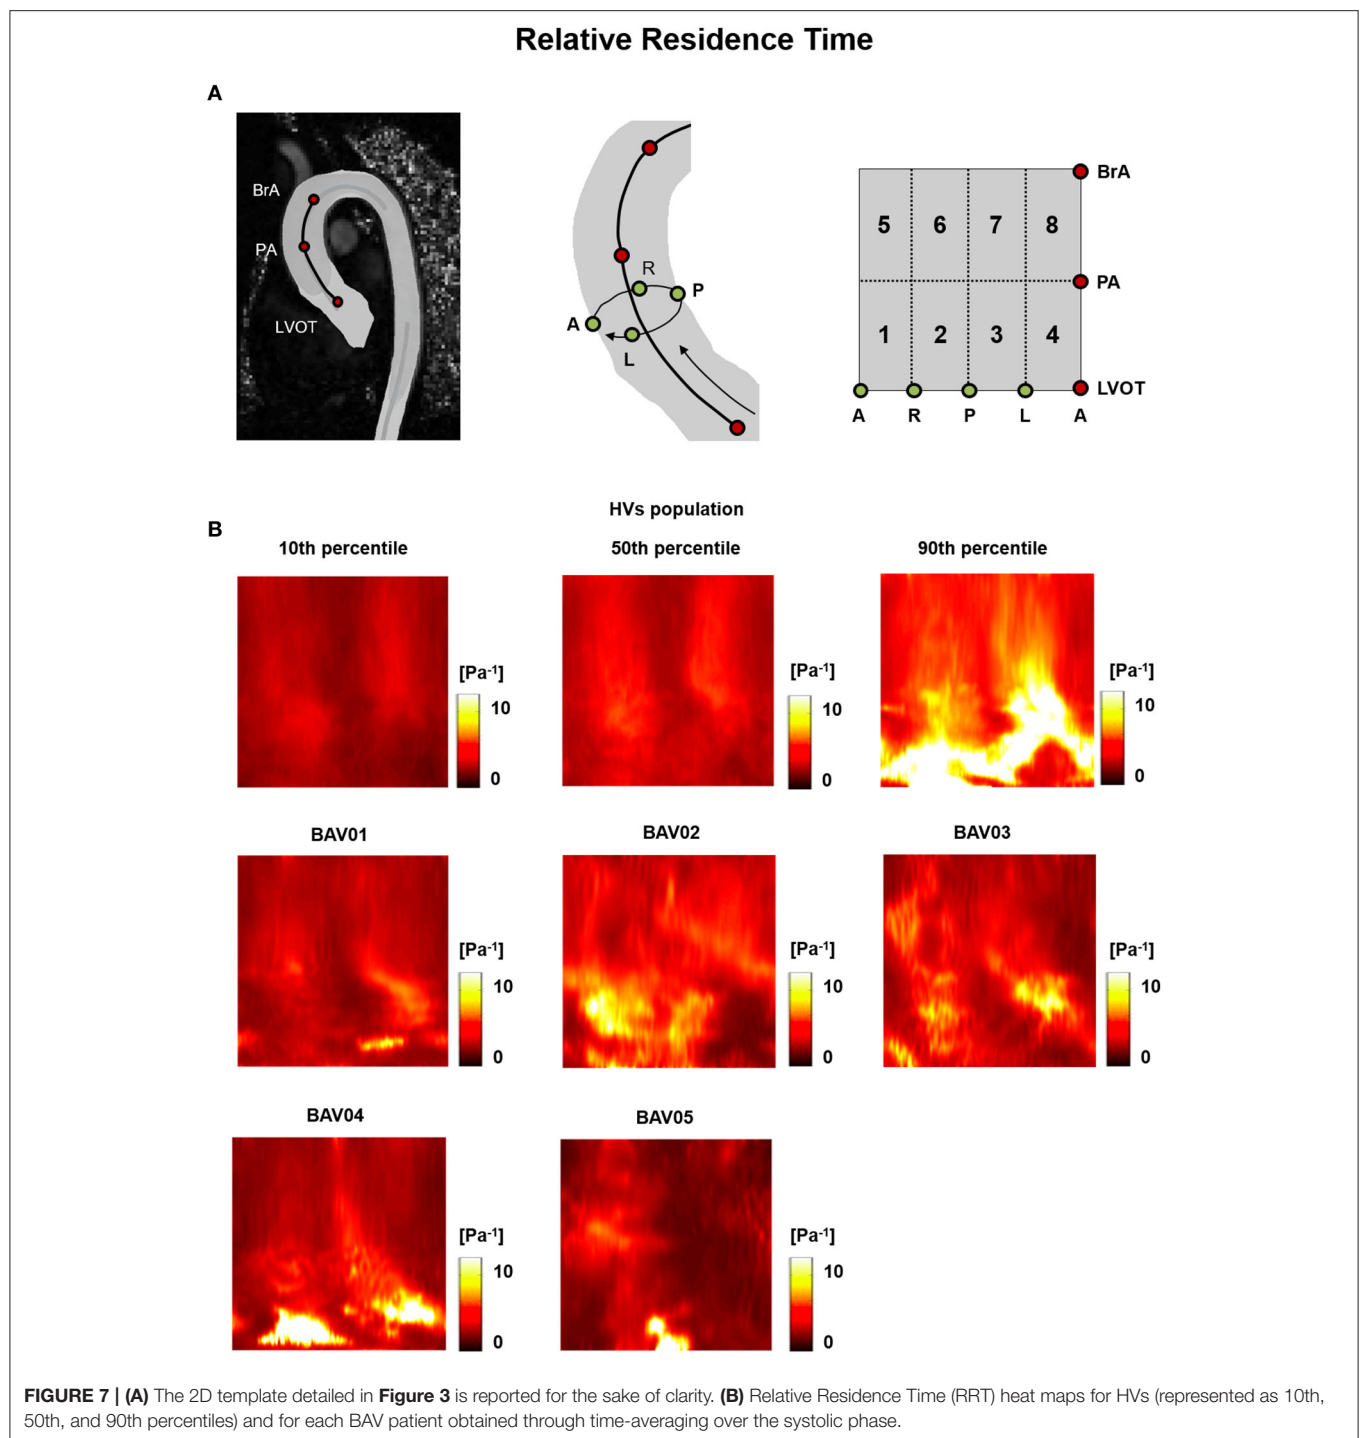 Relative Residence Time
A
BrA
PA
LVOT
R
P
A
L
BrA
5 6 7 8
PA
1 2 3 4
LVOT
A R P L A
B
HVs population
10th percentile 50th percentile 90th percentile
[Pa-1] [Pa-1] [Pa-1]
10 10 10
0 0 0
BAV01 BAV02 BAV03
[Pa-1] [Pa-1] [Pa-1]
10 10 10
0 0 0
BAV04 BAV05
[Pa-1] [Pa-1]
10 10
0 0
FIGURE 7 | (A) The 2D template detailed in Figure 3 is reported for the sake of clarity. (B) Relative Residence Time (RRT) heat maps for HVs (represented as 10th,
50th, and 90th percentiles) and for each BAV patient obtained through time-averaging over the systolic phase.